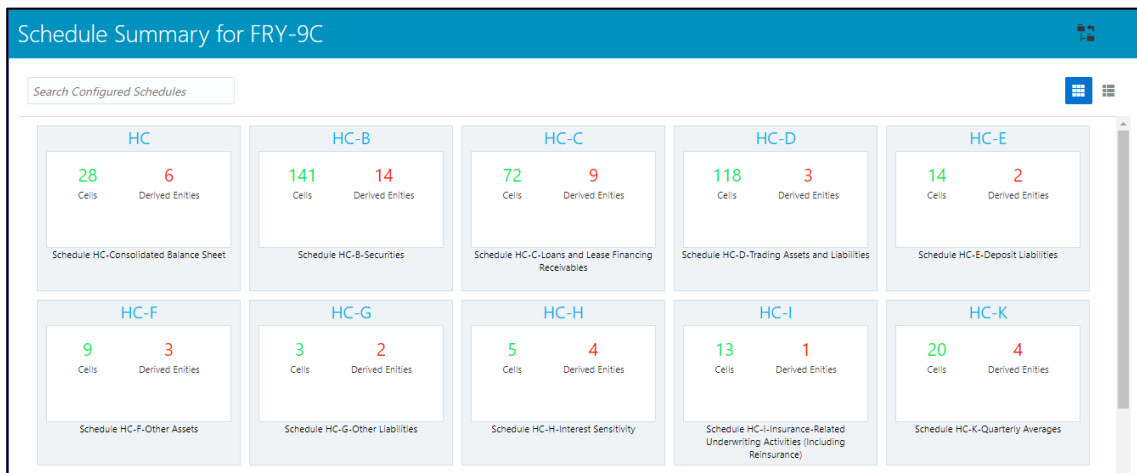 Schedule Summary for FRY-9C
Search Configured Schedules
HC HC-B HC-C HC-D HC-E
28 6 141 14 72 9 118 3 14 2
Cells Derived Enities Cells Derived Enities Cells Derived Enities Cells Derived Enities Cells Derived Enities
Schedule HC-Consolidated Balance Sheet Schedule HC-B-Securities Schedule HC-C-Loans and Lease Financing Schedule HC-D-Trading Assets and Liabilities Schedule HC-E-Deposit Liabilities
Receivables
HC-F HC-G HC-H HC-I HC-K
9 3 3 2 5 4 13 1 20 4
Cells Derived Enities Cells Derived Enities Cells Derived Enities Cells Derived Enities Cells Derived Enities
Schedule HC-F-Other Assets Schedule HC-G-Other Liabilities Schedule HC-H-Interest Sensitivity Schedule HC-I-Insurance-Related Schedule HC-K-Quarterly Averages
Underwriting Activities (Including
Reinsurance)